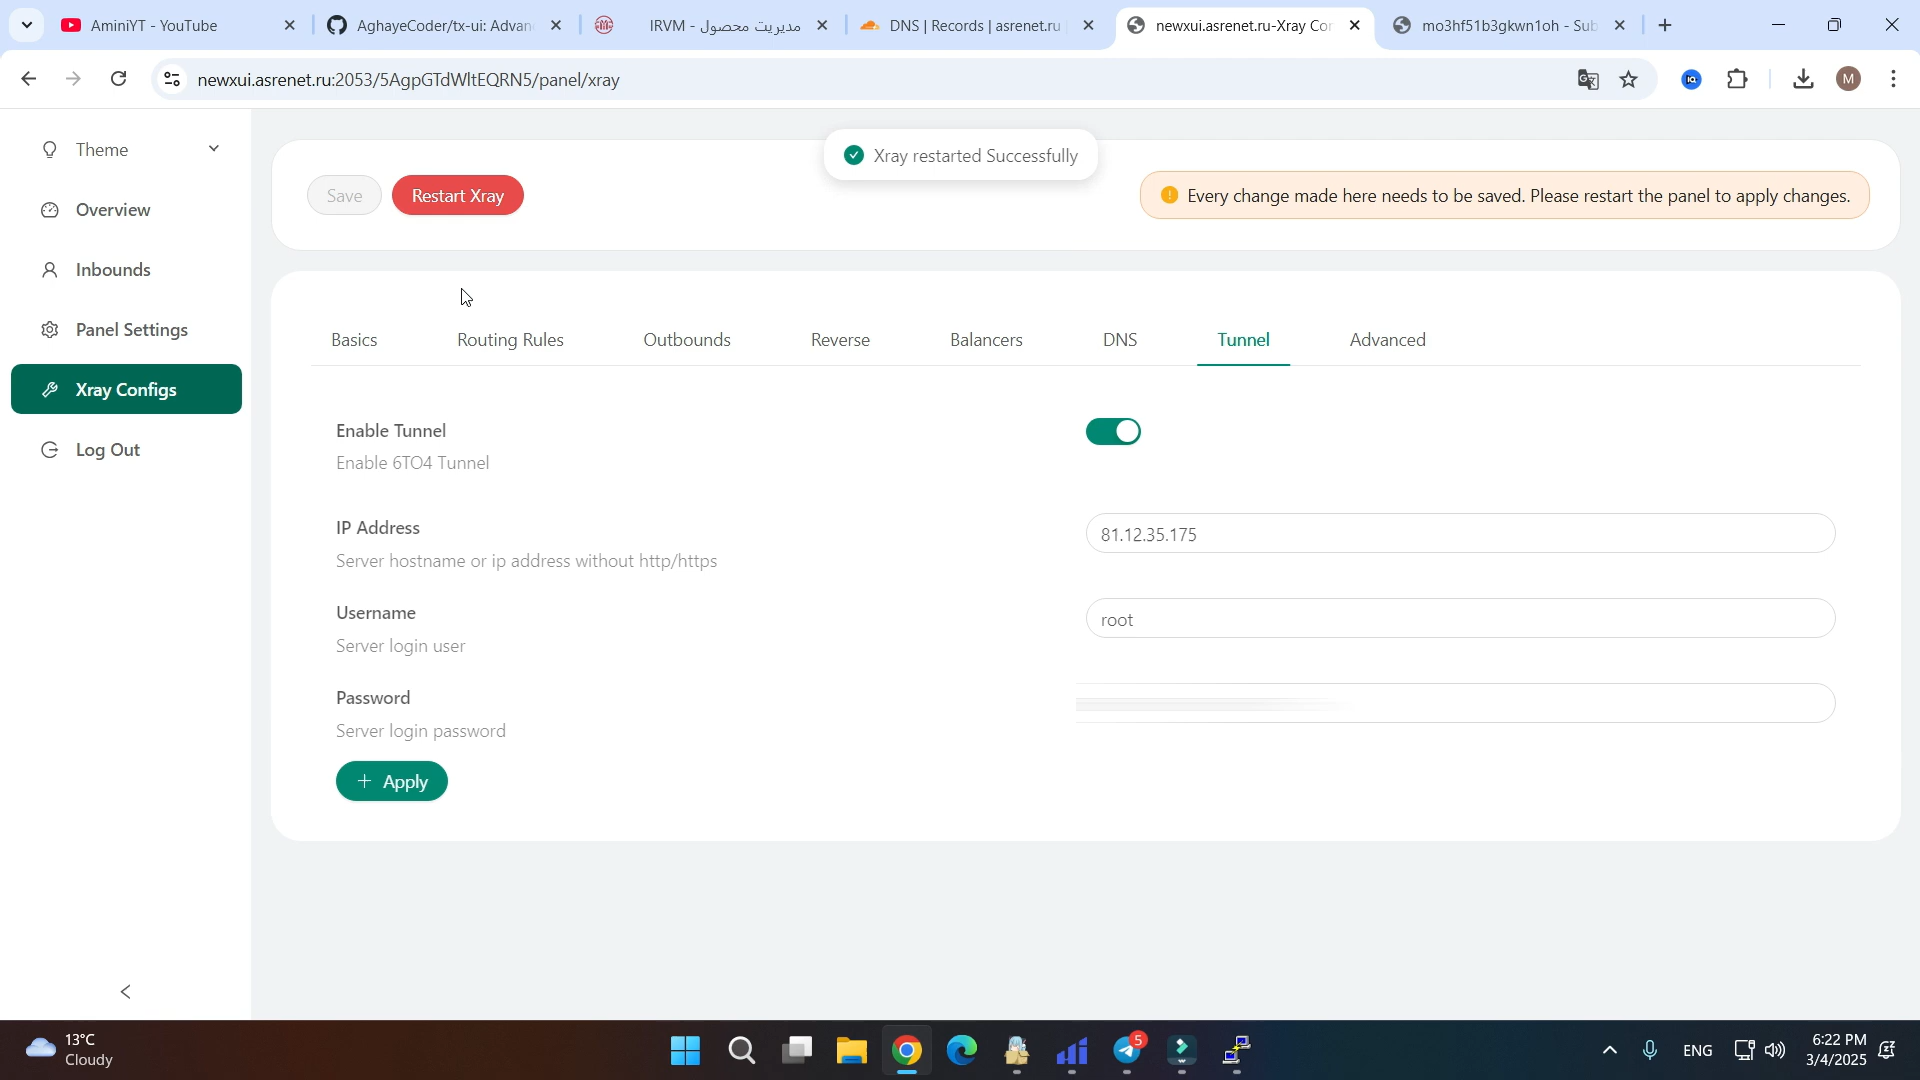 AminiYT - YouTube
AghayeCoder/tx-ui: Advan
IRVM - مدیریت محصول
DNS | Records | asrenet.ru
newxui.asrenet.ru-Xray Con
mo3hf51b3gkwn1oh - Sub
newxui.asrenet.ru:2053/5AgpGTdWltEQRN5/panel/xray
M
Theme
Overview
Inbounds
Panel Settings
Xray Configs
Log Out
Save
Restart Xray
Xray restarted Successfully
Every change made here needs to be saved. Please restart the panel to apply changes.
Basics
Routing Rules
Outbounds
Reverse
Balancers
DNS
Tunnel
Advanced
Enable Tunnel
Enable 6TO4 Tunnel
IP Address
Server hostname or ip address without http/https
81.12.35.175
Username
Server login user
root
Password
Server login password
+ Apply
13°C
Cloudy
5
ENG
6:22 PM
3/4/2025